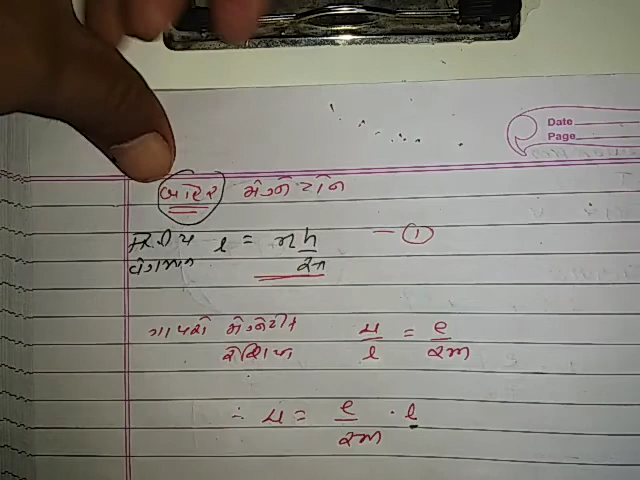 Date
Page
બોહર મેગ્નેટોન
કોણીય l = nh/2π — ①
વેગમાન
ગાયરો મેગ્નેટીક μ/l = e/2m
રેશિયો
∴ μ = e/2m · l